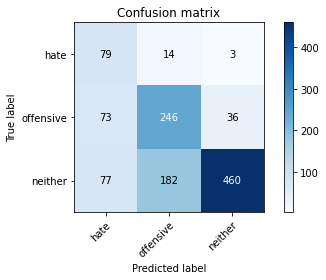 Confusion matrix
hate 79 14 3
offensive 73 246 36
neither 77 182 460
hate offensive neither
Predicted label
True label
400
300
200
100